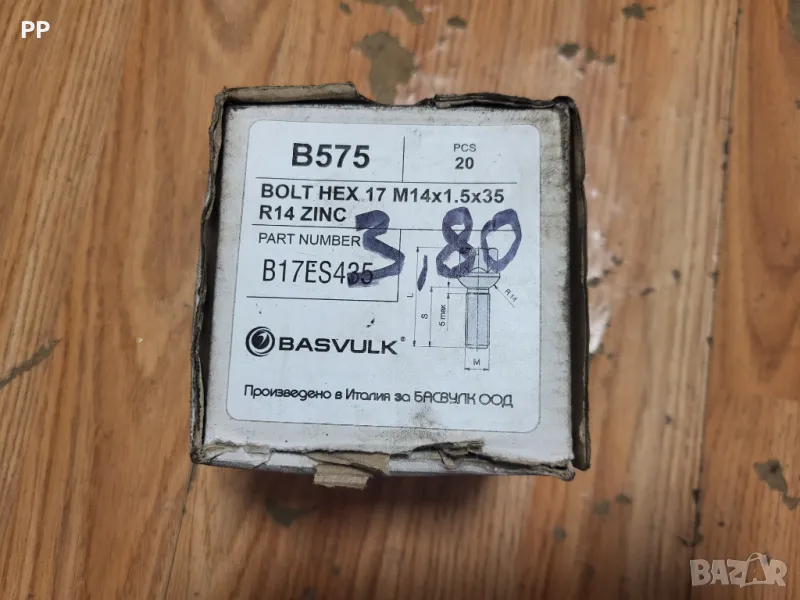 PP
B575
PCS
20
BOLT HEX 17 M14x1.5x35
R14 ZINC
3,80
PART NUMBER
B17ES435
L
S
5 max
R14
M
BASVULK®
Произведено в Италия за БАСВУЛК ООД
BAZAR